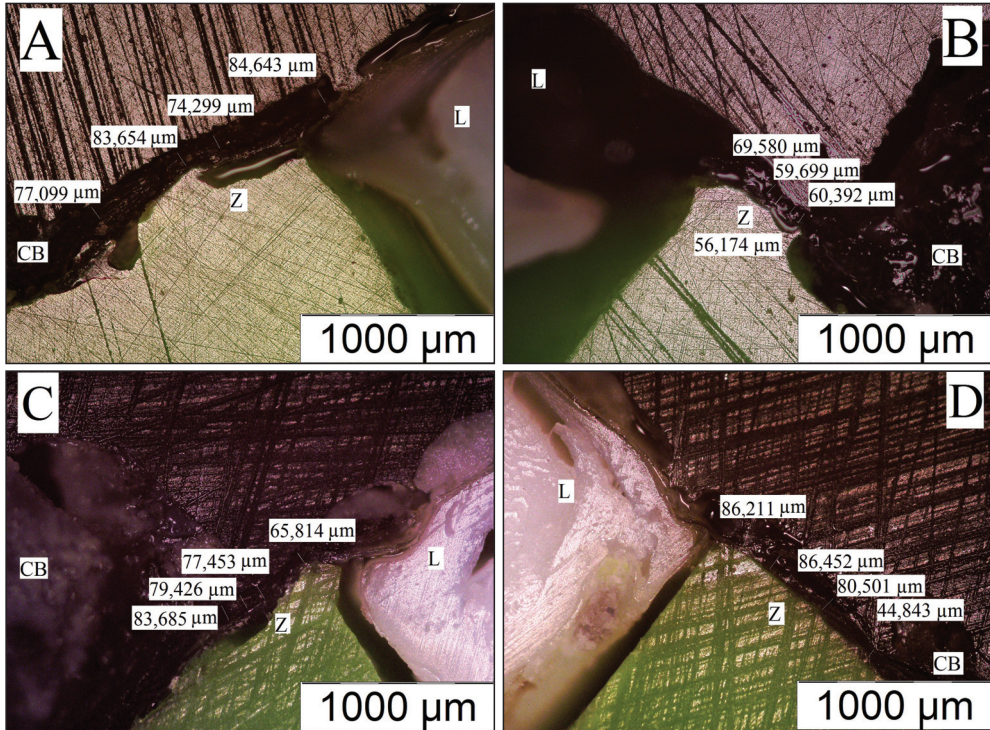 A
84,643 µm
74,299 µm
83,654 µm
77,099 µm
L
Z
CB
1000 µm
B
L
69,580 µm
59,699 µm
60,392 µm
Z
56,174 µm
CB
1000 µm
C
65,814 µm
77,453 µm
79,426 µm
83,685 µm
CB
L
Z
1000 µm
D
L
86,211 µm
86,452 µm
80,501 µm
44,843 µm
Z
CB
1000 µm